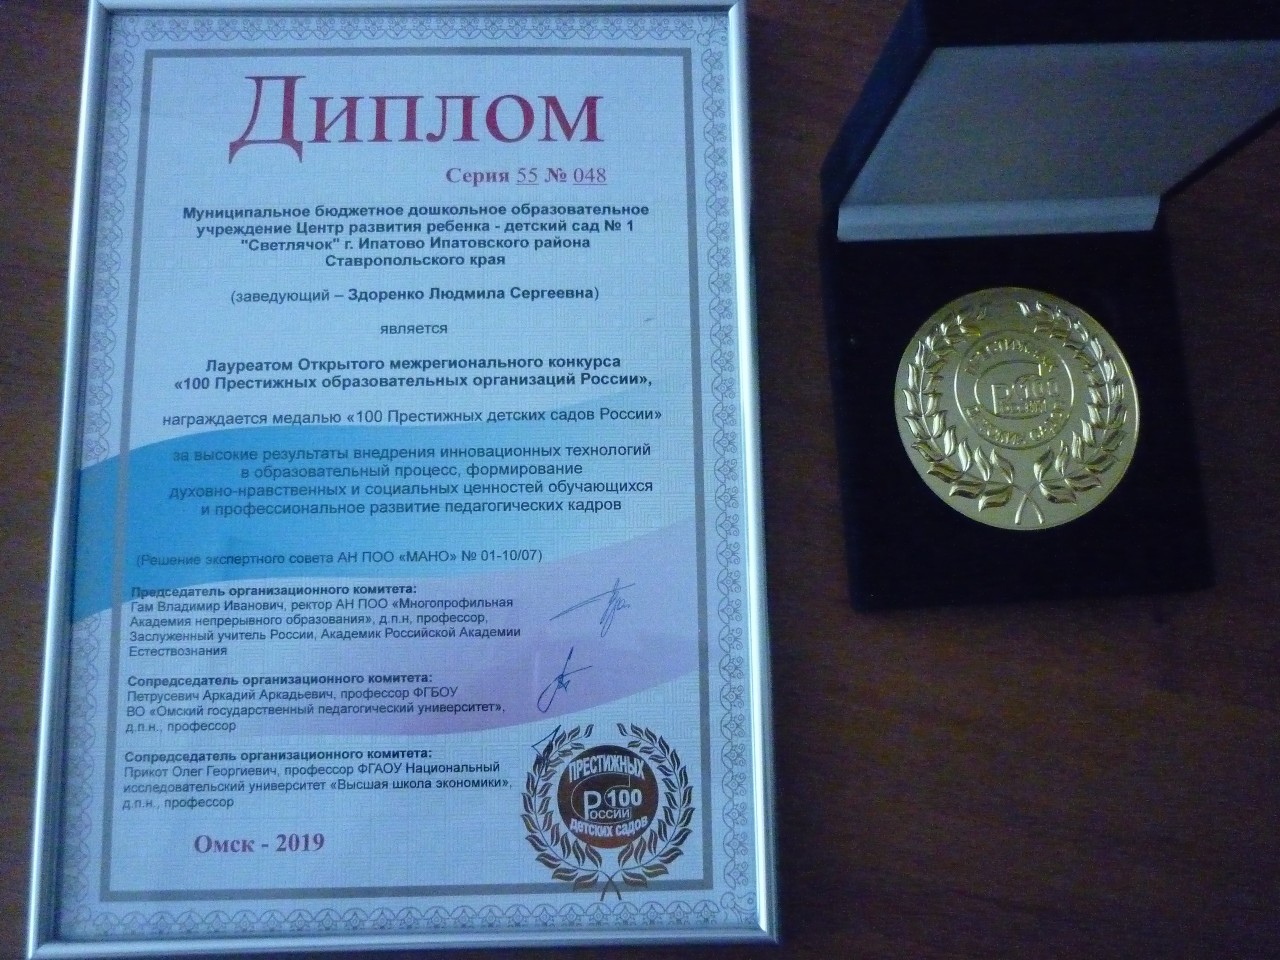 Диплом
Серия 55 № 048
Муниципальное бюджетное дошкольное образовательное
учреждение Центр развития ребенка - детский сад № 1
"Светлячок" г. Ипатово Ипатовского района
Ставропольского края
(заведующий – Здоренко Людмила Сергеевна)
является
Лауреатом Открытого межрегионального конкурса
«100 Престижных образовательных организаций России»,
награждается медалью «100 Престижных детских садов России»
за высокие результаты внедрения инновационных технологий
в образовательный процесс, формирование
духовно-нравственных и социальных ценностей обучающихся
и профессиональное развитие педагогических кадров
(Решение экспертного совета АН ПОО «МАНО» № 01-10/07)
Председатель организационного комитета:
Гам Владимир Иванович, ректор АН ПОО «Многопрофильная
Академия непрерывного образования», д.п.н, профессор,
Заслуженный учитель России, Академик Российской Академии
Естествознания
Сопредседатель организационного комитета:
Петрусевич Аркадий Аркадьевич, профессор ФГБОУ
ВО «Омский государственный педагогический университет»,
д.п.н., профессор
Сопредседатель организационного комитета:
Прикот Олег Георгиевич, профессор ФГАОУ Национальный
исследовательский университет «Высшая школа экономики»,
д.п.н., профессор
Омск - 2019
ПРЕСТИЖНЫХ
100
России
детских садов
100